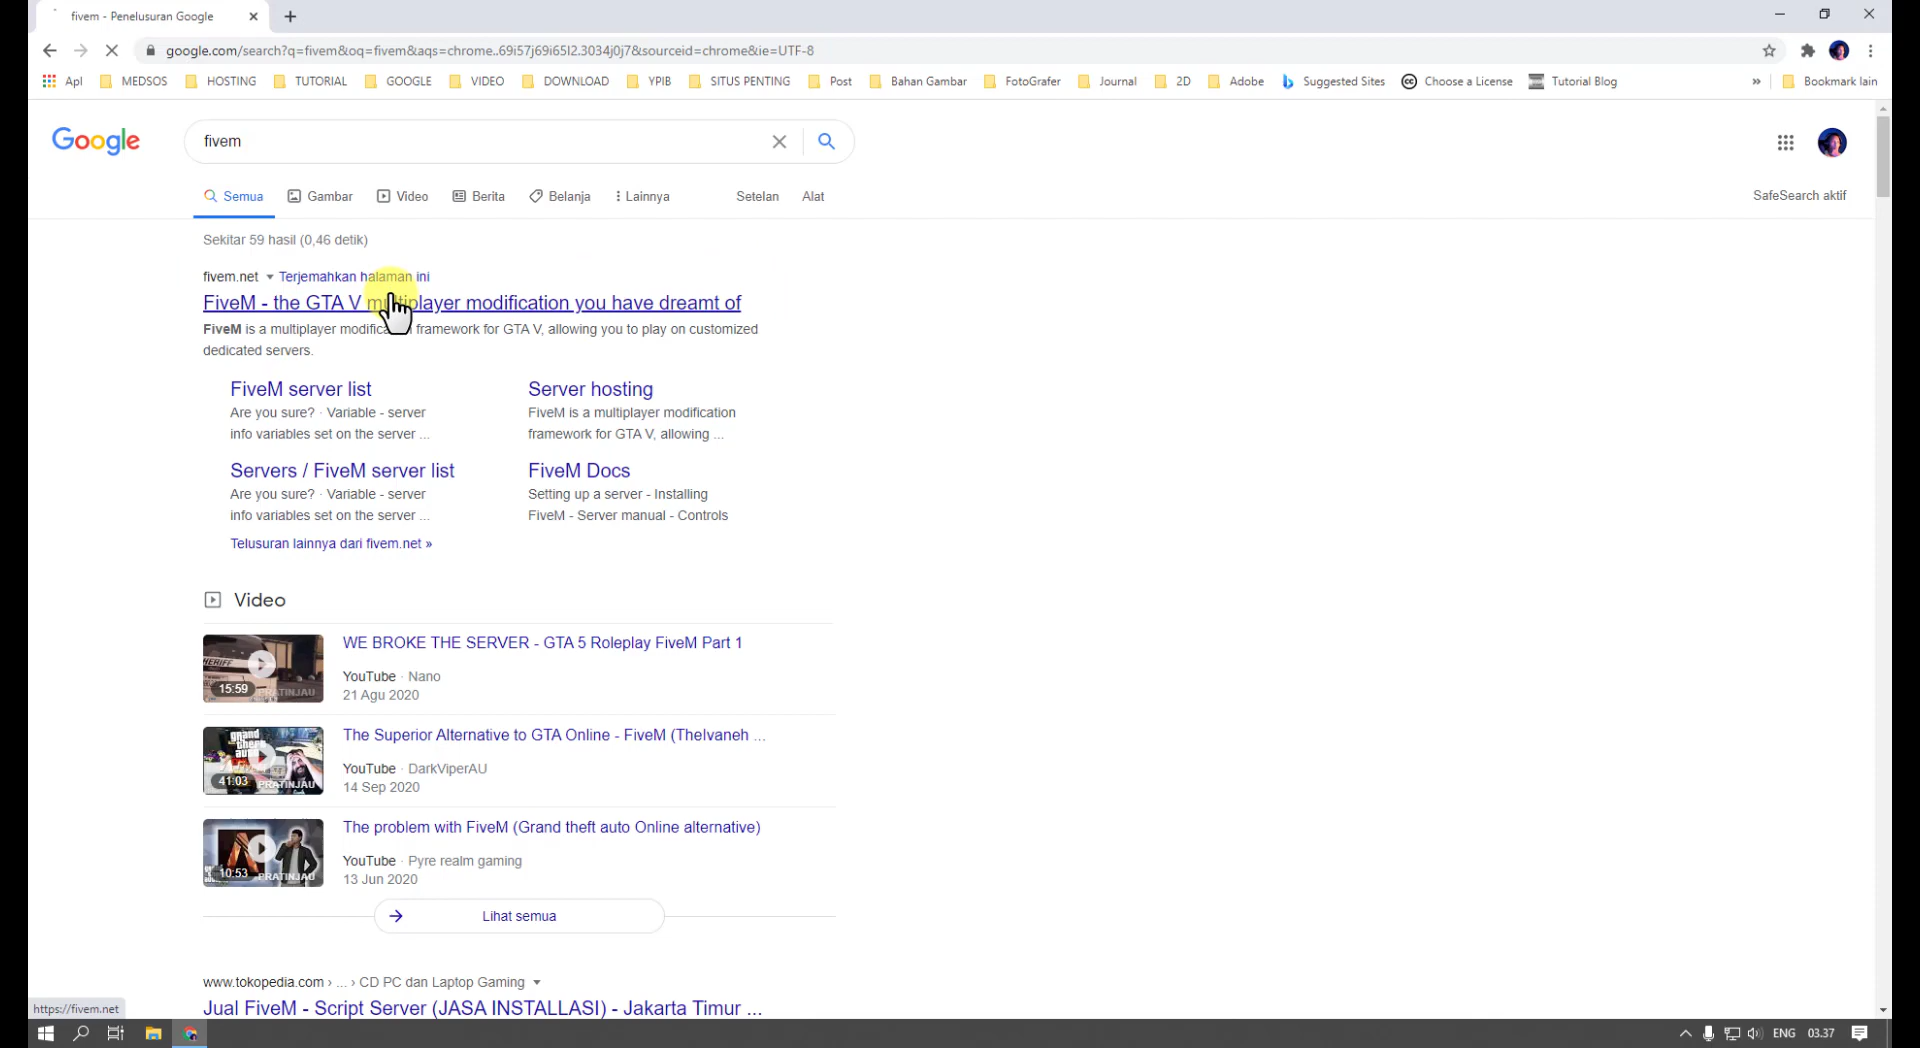 fivem - Penelusuran Google
google.com/search?q=fivem&oq=fivem&aqs=chrome..69i57j69i65l2.3034j0j7&sourceid=chrome&ie=UTF-8
Apl MEDSOS HOSTING TUTORIAL GOOGLE VIDEO DOWNLOAD YPIB SITUS PENTING Post Bahan Gambar FotoGrafer Journal 2D Adobe Suggested Sites Choose a License Tutorial Blog » Bookmark lain
Google fivem
Semua Gambar Video Berita Belanja Lainnya Setelan Alat SafeSearch aktif
Sekitar 59 hasil (0,46 detik)
fivem.net Terjemahkan halaman ini
FiveM - the GTA V multiplayer modification you have dreamt of
FiveM is a multiplayer modification framework for GTA V, allowing you to play on customized
dedicated servers.
FiveM server list
Are you sure? · Variable - server
info variables set on the server ...
Server hosting
FiveM is a multiplayer modification
framework for GTA V, allowing ...
Servers / FiveM server list
Are you sure? · Variable - server
info variables set on the server ...
FiveM Docs
Setting up a server - Installing
FiveM - Server manual - Controls
Telusuran lainnya dari fivem.net »
Video
WE BROKE THE SERVER - GTA 5 Roleplay FiveM Part 1
YouTube · Nano
21 Agu 2020
15:59
PRATINJAU
The Superior Alternative to GTA Online - FiveM (TheIvaneh ...
YouTube · DarkViperAU
14 Sep 2020
grand
theft
auto
41:03
PRATINJAU
The problem with FiveM (Grand theft auto Online alternative)
YouTube · Pyre realm gaming
13 Jun 2020
10:53
PRATINJAU
Lihat semua
www.tokopedia.com › ... › CD PC dan Laptop Gaming
Jual FiveM - Script Server (JASA INSTALLASI) - Jakarta Timur ...
https://fivem.net
ENG 03.37